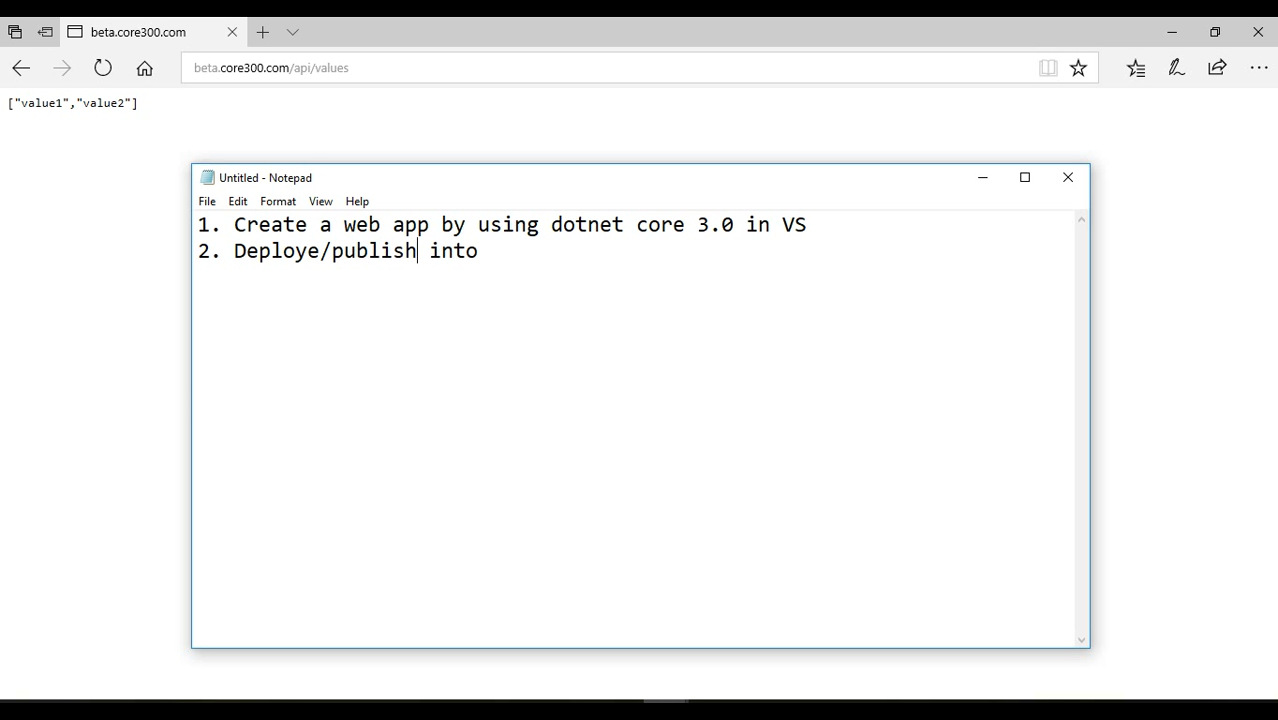 beta.core300.com
beta.core300.com/api/values
["value1","value2"]
Untitled - Notepad
File Edit Format View Help
1. Create a web app by using dotnet core 3.0 in VS
2. Deploye/publish into